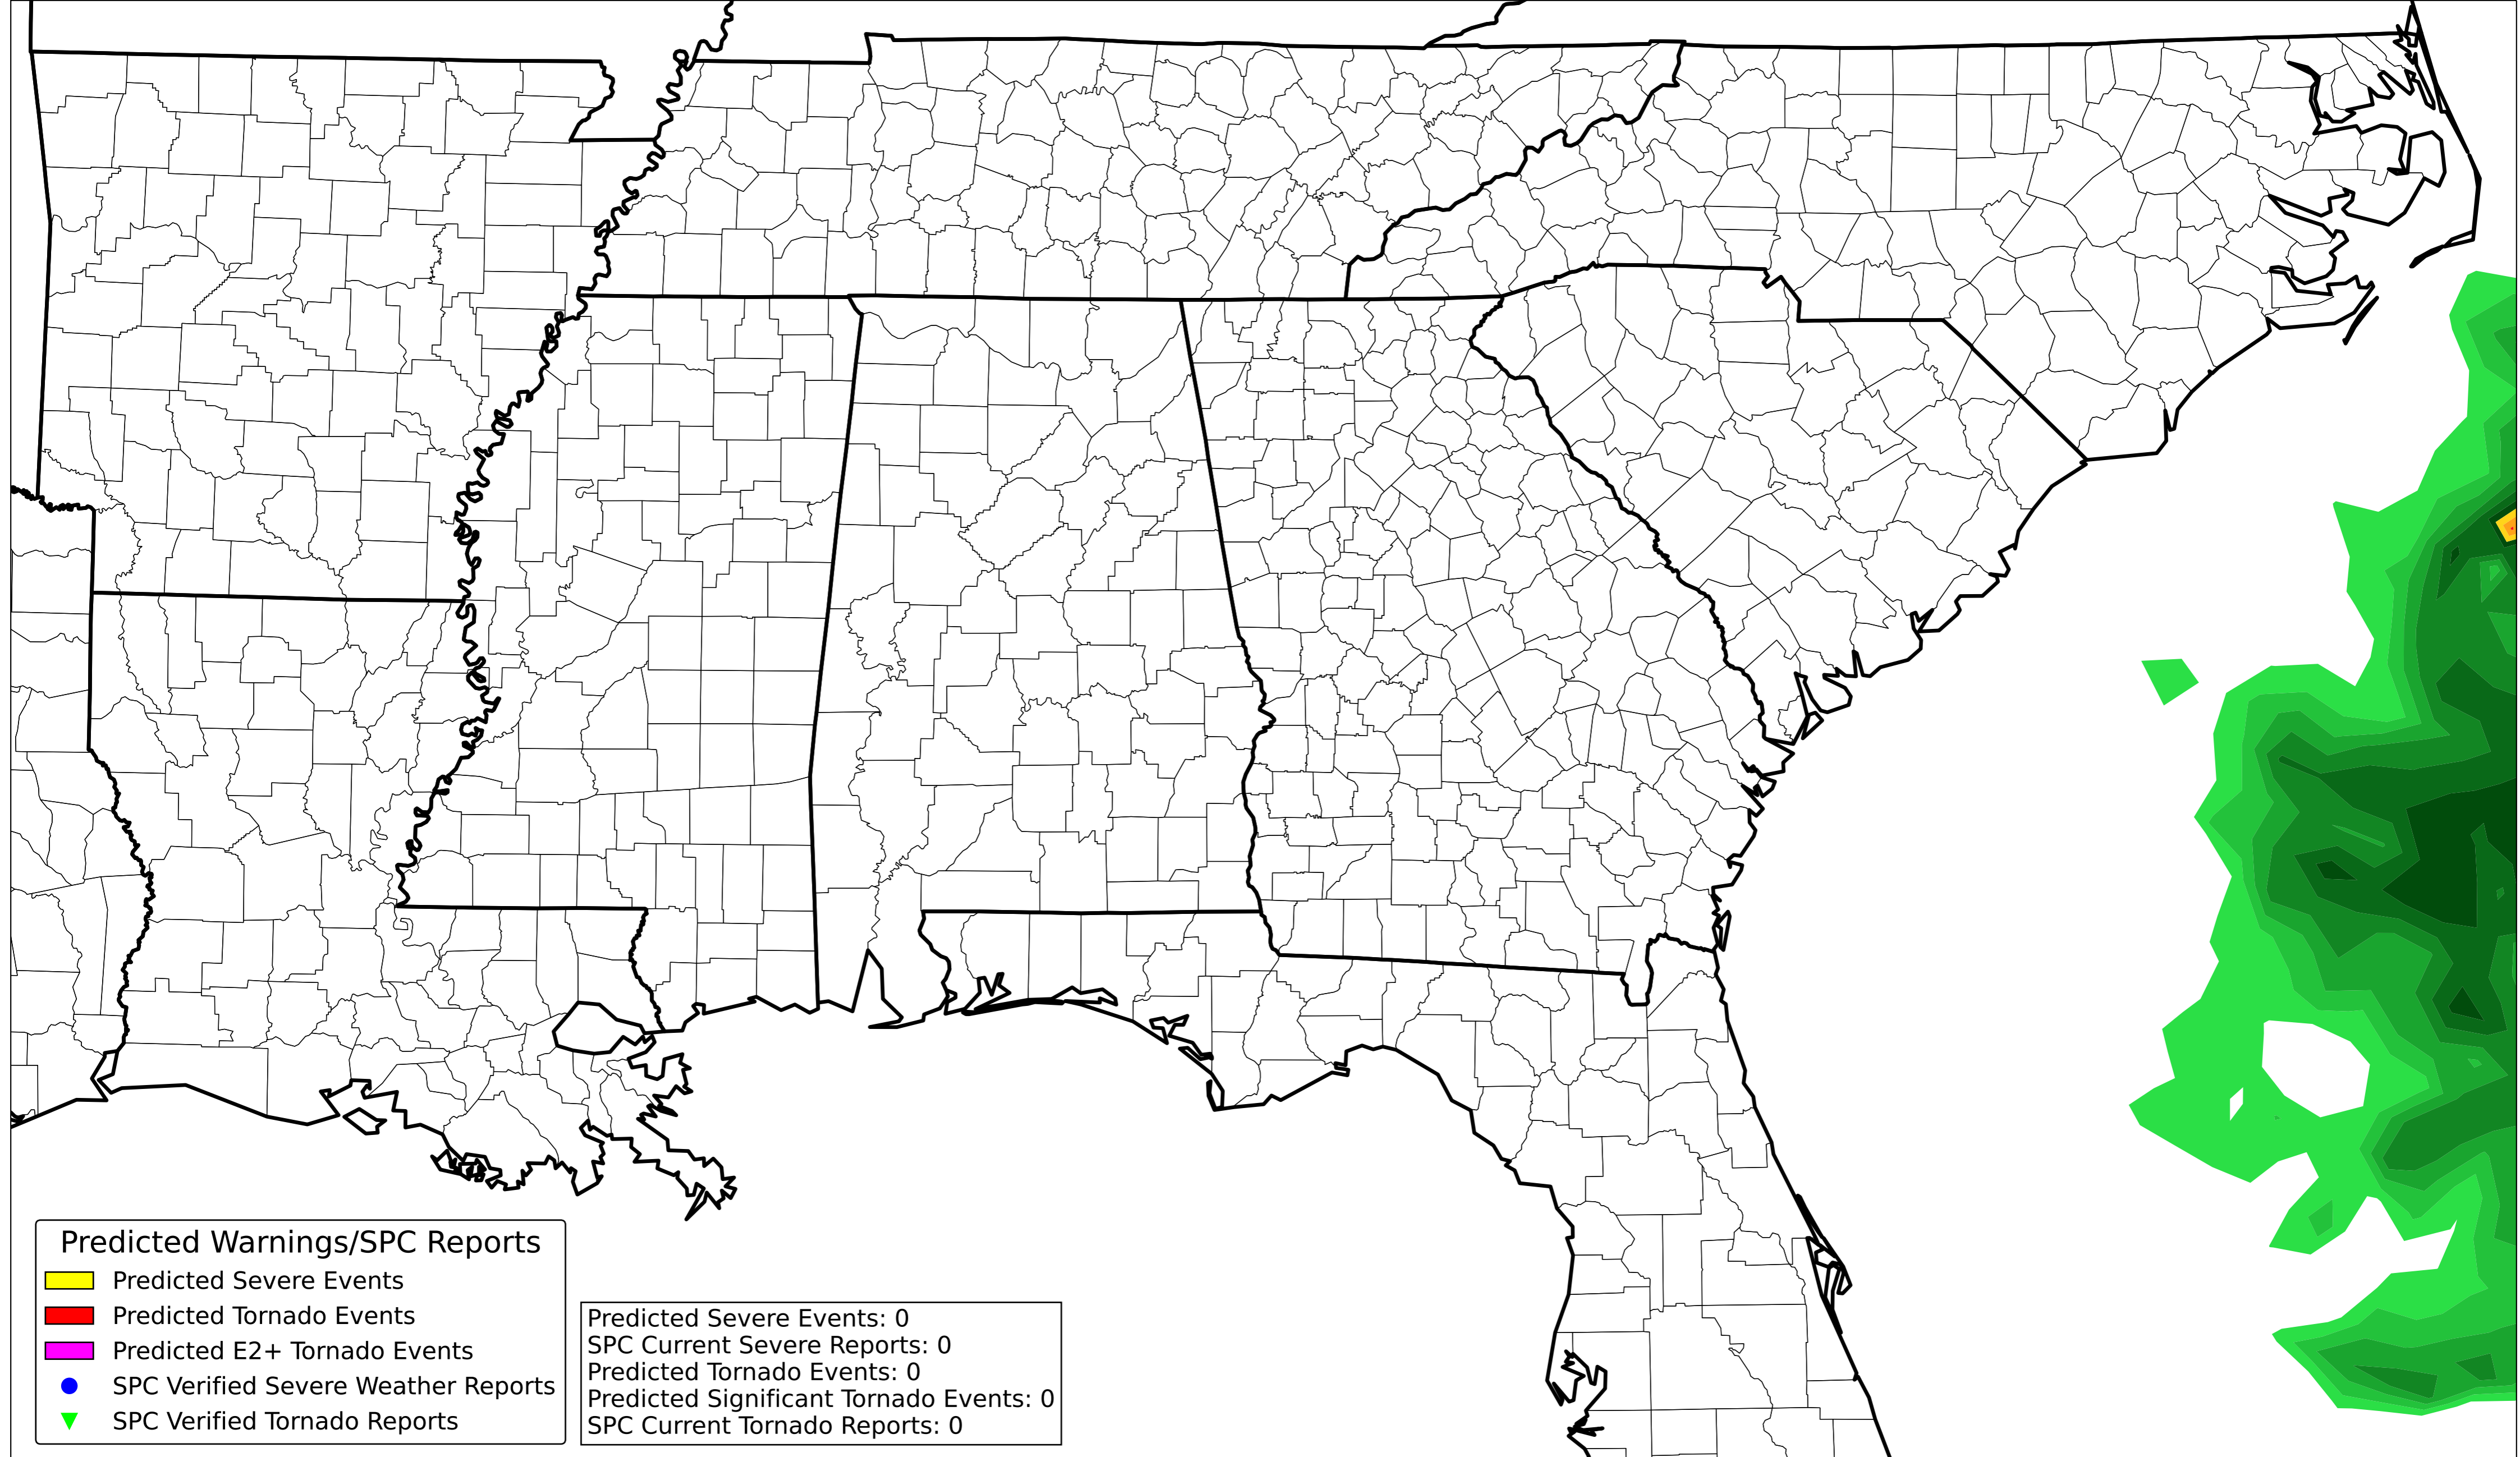 Predicted Warnings/SPC Reports
Predicted Severe Events
Predicted Tornado Events
Predicted E2+ Tornado Events
SPC Verified Severe Weather Reports
SPC Verified Tornado Reports
Predicted Severe Events: 0
SPC Current Severe Reports: 0
Predicted Tornado Events: 0
Predicted Significant Tornado Events: 0
SPC Current Tornado Reports: 0